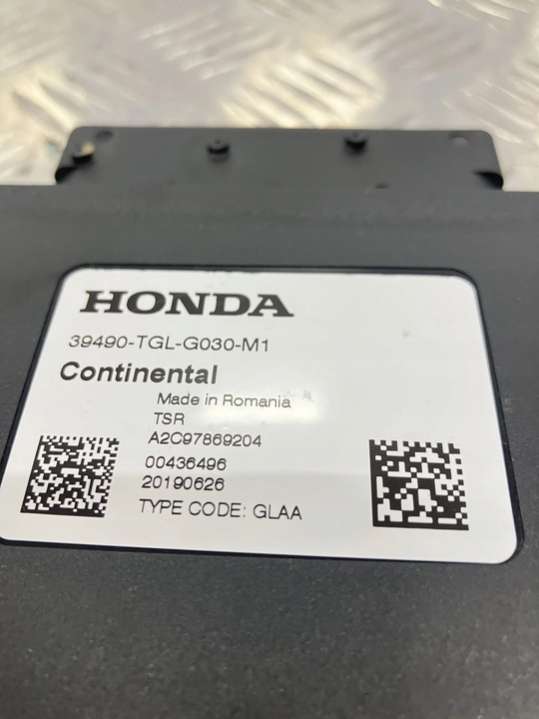 HONDA
39490-TGL-G030-M1
Continental
Made in Romania
TSR
A2C97869204
00436496
20190626
TYPE CODE: GLAA